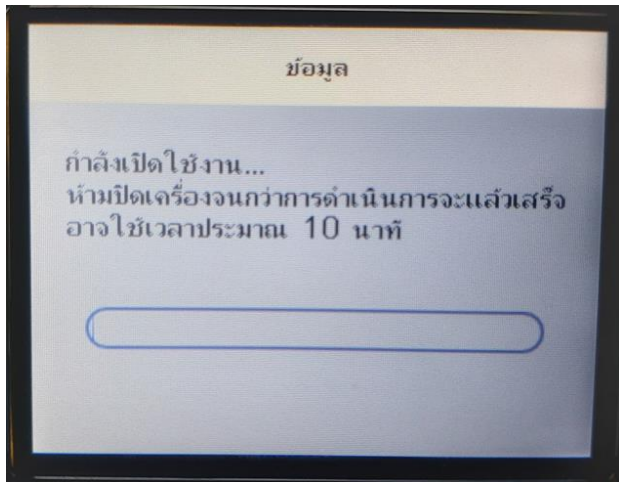 ข้อมูล
กำลังเปิดใช้งาน...
ห้ามปิดเครื่องจนกว่าการดำเนินการจะแล้วเสร็จ
อาจใช้เวลาประมาณ 10 นาที